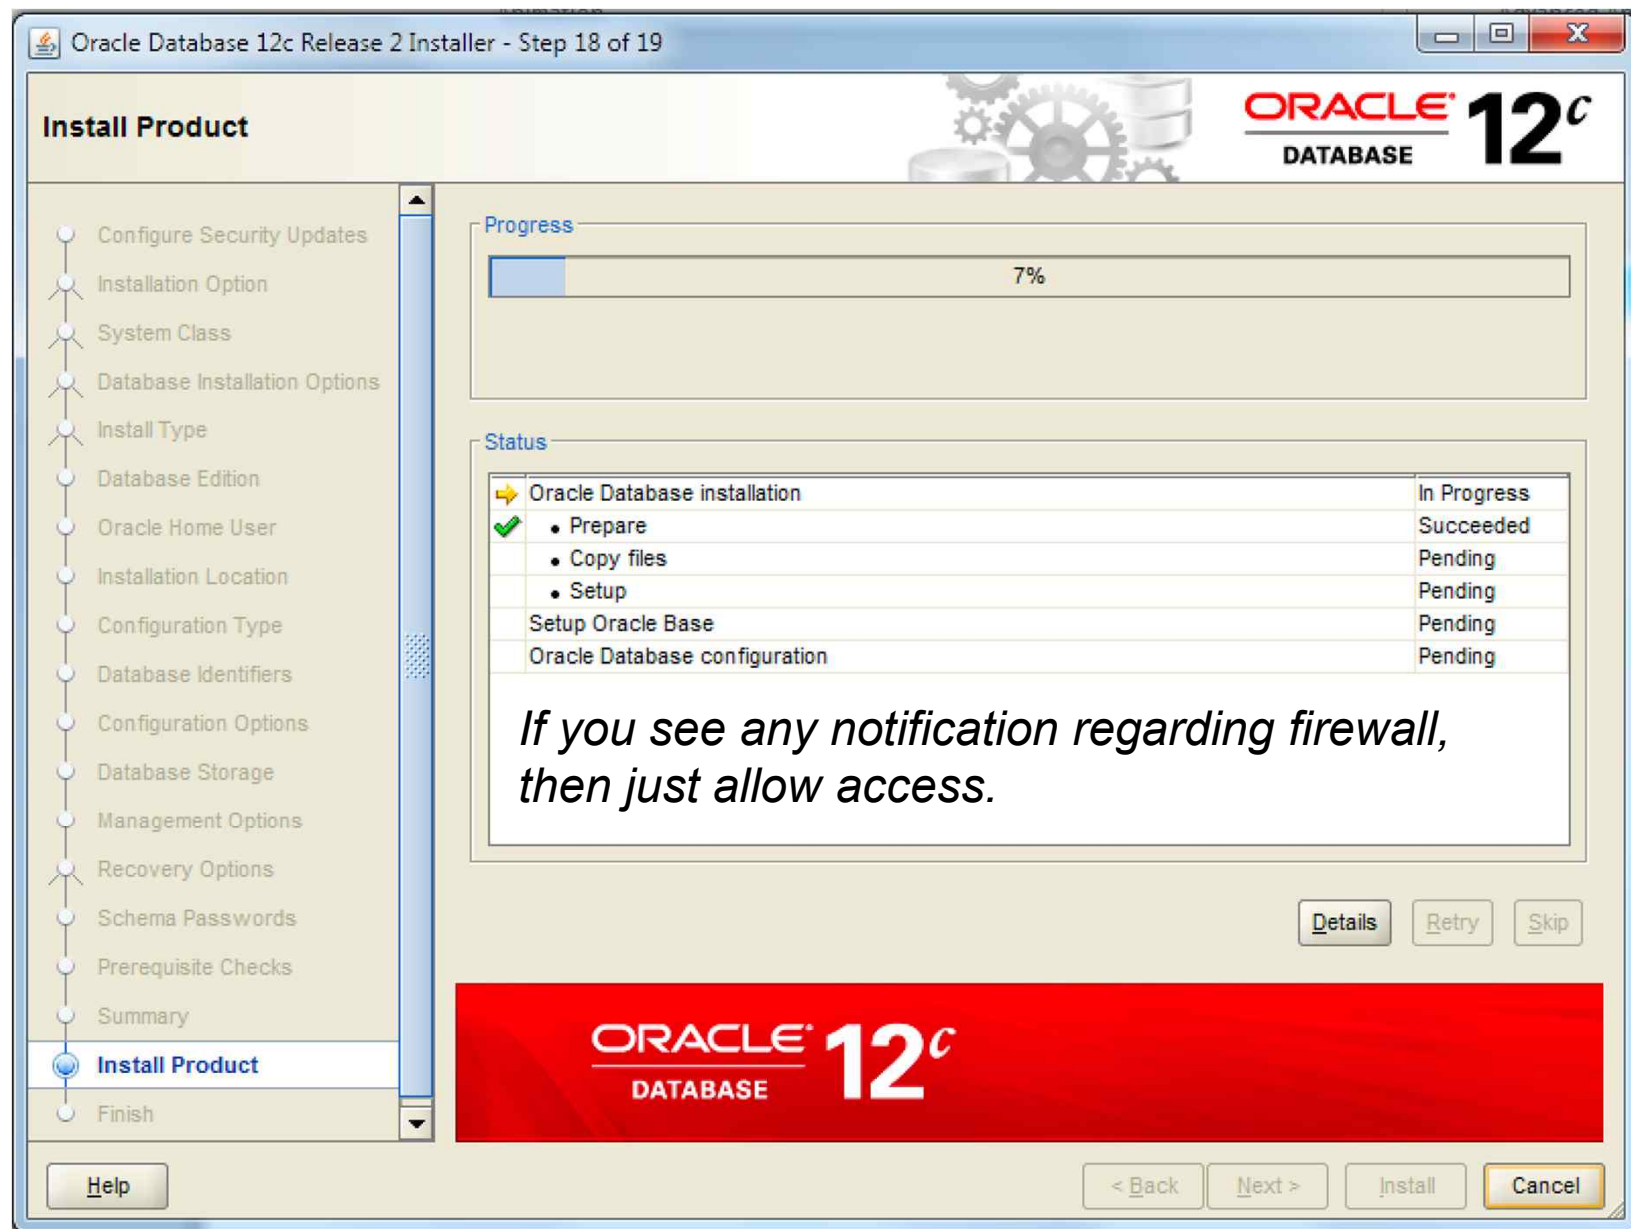 Oracle Database 12c Release 2 Installer - Step 18 of 19
Install Product
ORACLE 12c
DATABASE
Configure Security Updates
Installation Option
System Class
Database Installation Options
Install Type
Database Edition
Oracle Home User
Installation Location
Configuration Type
Database Identifiers
Configuration Options
Database Storage
Management Options
Recovery Options
Schema Passwords
Prerequisite Checks
Summary
Install Product
Finish
Progress
7%
Status
Oracle Database installation In Progress
• Prepare Succeeded
• Copy files Pending
• Setup Pending
Setup Oracle Base Pending
Oracle Database configuration Pending
If you see any notification regarding firewall,
then just allow access.
Details Retry Skip
ORACLE 12c
DATABASE
Help < Back Next > Install Cancel